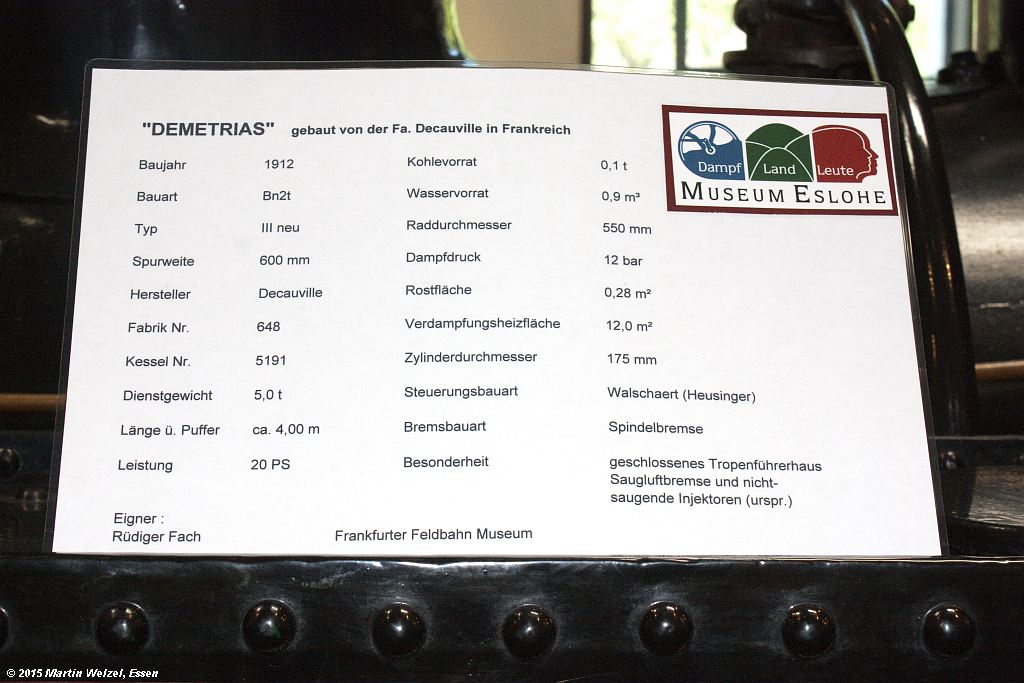 "DEMETRIAS" gebaut von der Fa. Decauville in Frankreich
Dampf Land Leute
MUSEUM ESLOHE
Baujahr 1912 Kohlevorrat 0,1 t
Bauart Bn2t Wasservorrat 0,9 m³
Typ III neu Raddurchmesser 550 mm
Spurweite 600 mm Dampfdruck 12 bar
Hersteller Decauville Rostfläche 0,28 m²
Fabrik Nr. 648 Verdampfungsheizfläche 12,0 m²
Kessel Nr. 5191 Zylinderdurchmesser 175 mm
Dienstgewicht 5,0 t Steuerungsbauart Walschaert (Heusinger)
Länge ü. Puffer ca. 4,00 m Bremsbauart Spindelbremse
Leistung 20 PS Besonderheit geschlossenes Tropenführerhaus
Saugluftbremse und nicht-
saugende Injektoren (urspr.)
Eigner :
Rüdiger Fach Frankfurter Feldbahn Museum
© 2015 Martin Welzel, Essen